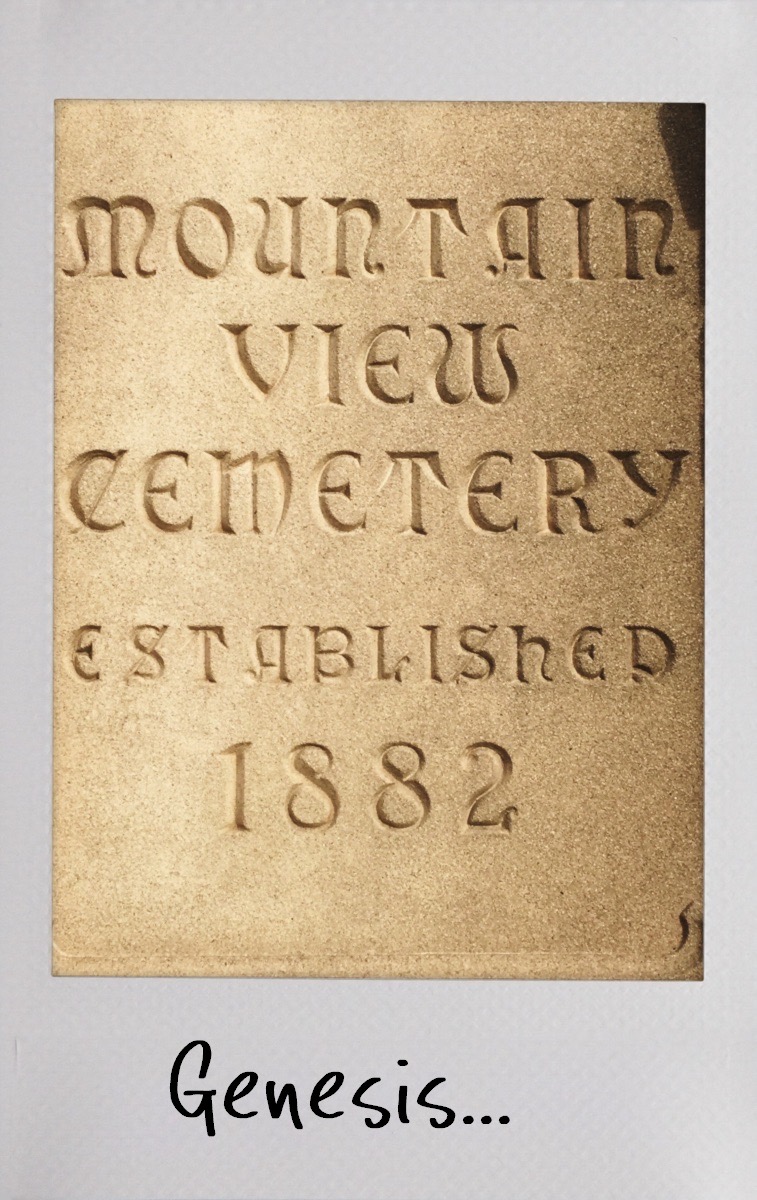 MOUNTAIN
VIEW
CEMETERY
ESTABLISHED
1882
Genesis...